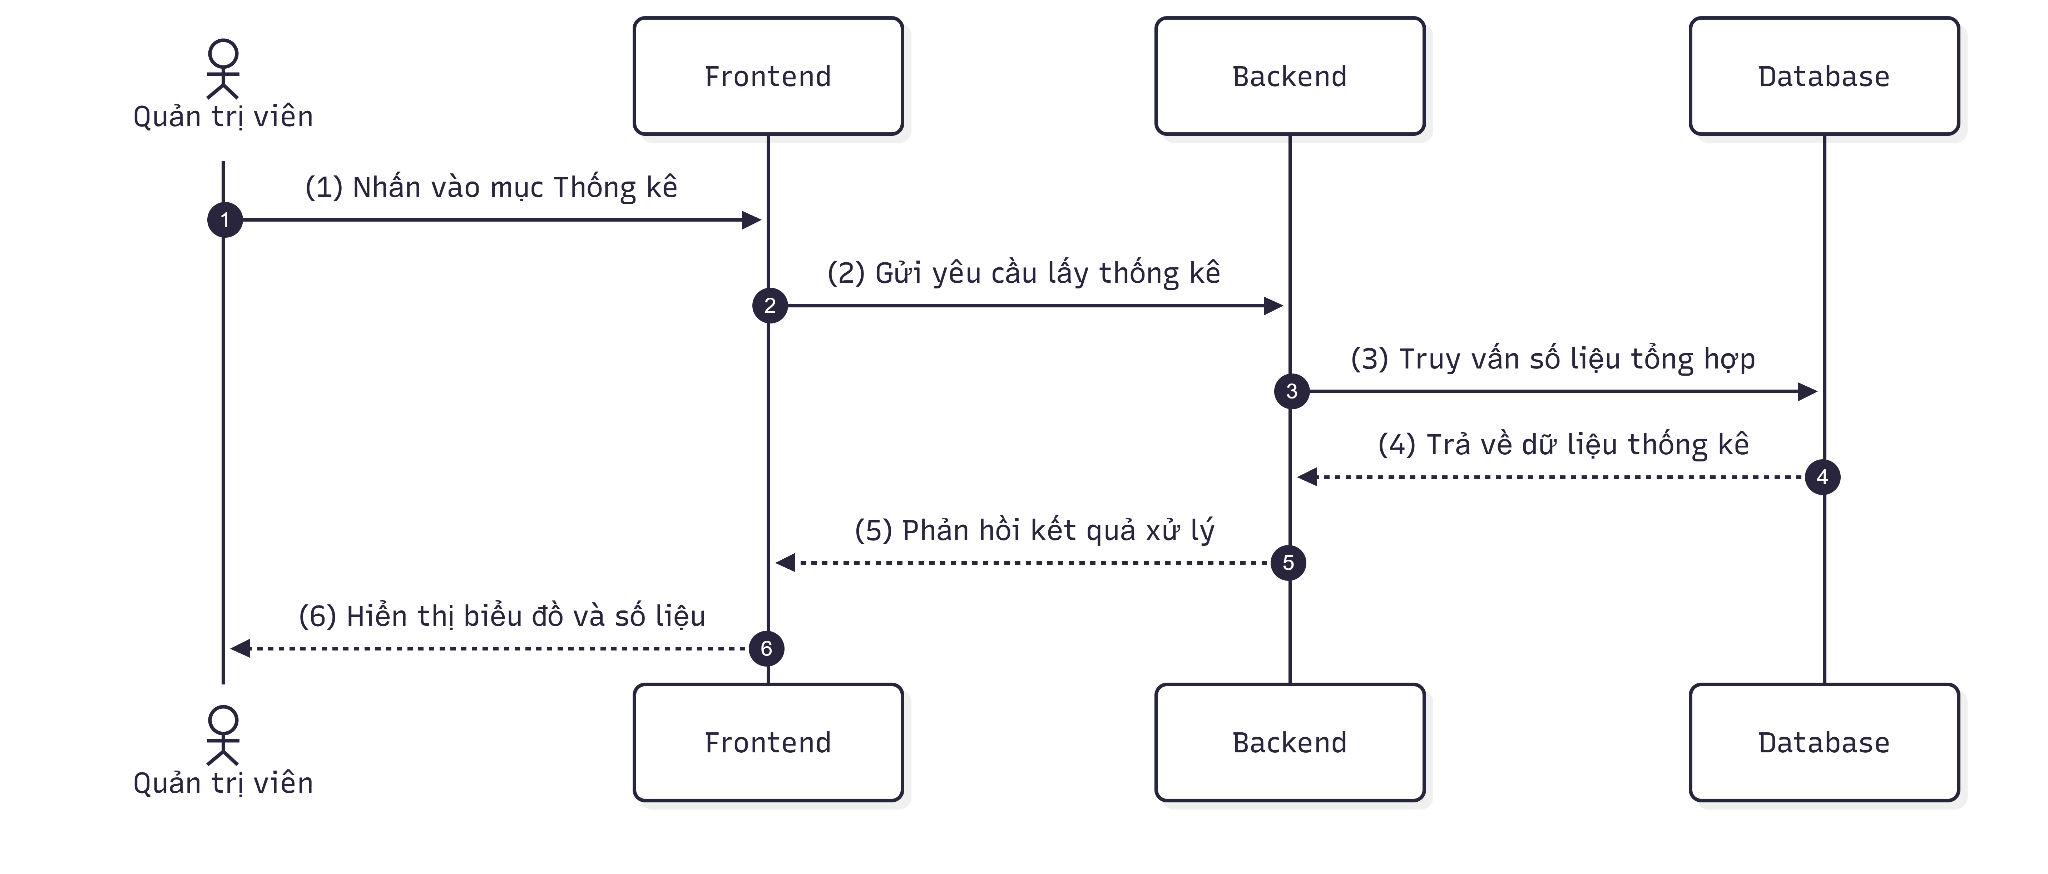 Quản trị viên
Frontend
Backend
Database
(1) Nhấn vào mục Thống kê
1
(2) Gửi yêu cầu lấy thống kê
2
(3) Truy vấn số liệu tổng hợp
3
(4) Trả về dữ liệu thống kê
4
(5) Phản hồi kết quả xử lý
5
(6) Hiển thị biểu đồ và số liệu
6
Quản trị viên
Frontend
Backend
Database